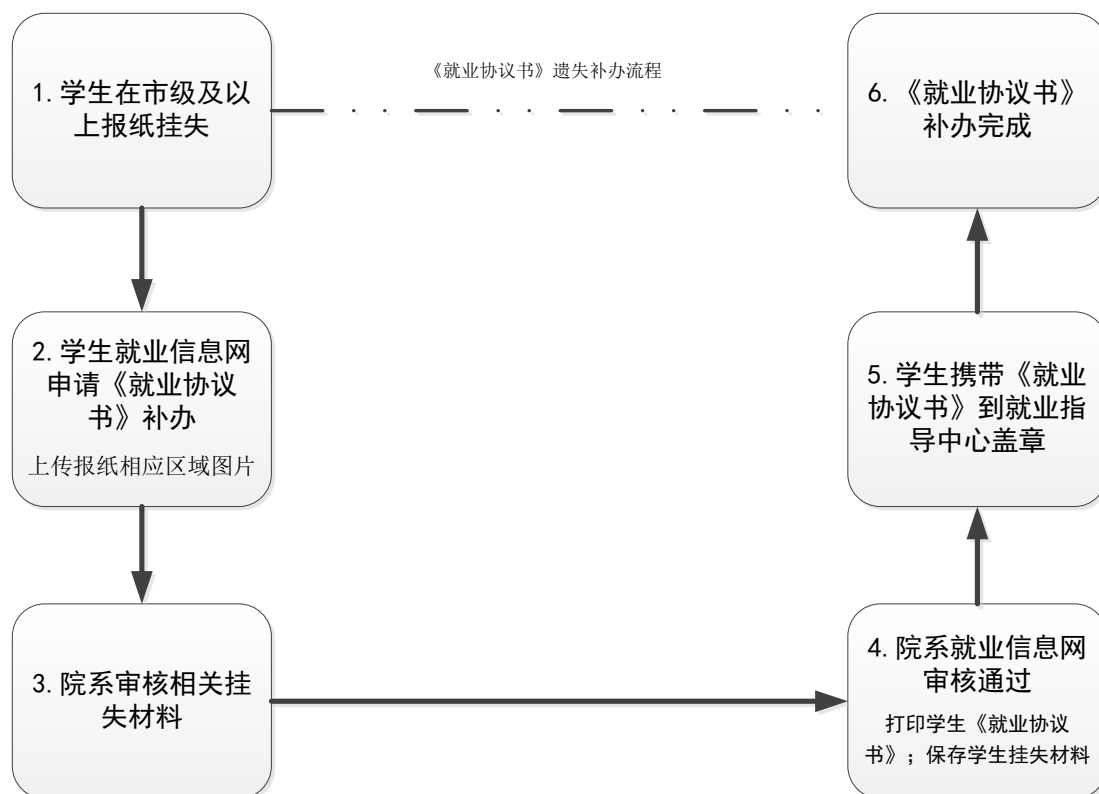 《就业协议书》遗失补办流程
1.学生在市级及以
上报纸挂失
2.学生就业信息网
申请《就业协议
书》补办
上传报纸相应区域图片
3.院系审核相关挂
失材料
4.院系就业信息网
审核通过
打印学生《就业协议
书》；保存学生挂失材料
5.学生携带《就业
协议书》到就业指
导中心盖章
6.《就业协议书》
补办完成